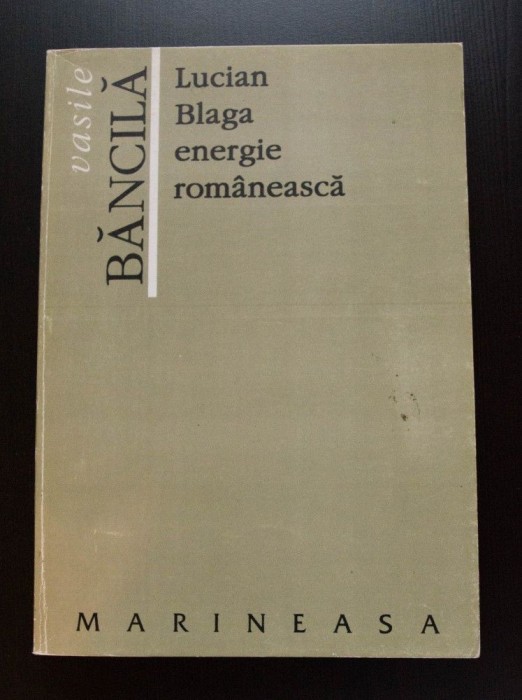 vasile
BĂNCILĂ
Lucian
Blaga
energie
românească
MARINEASA